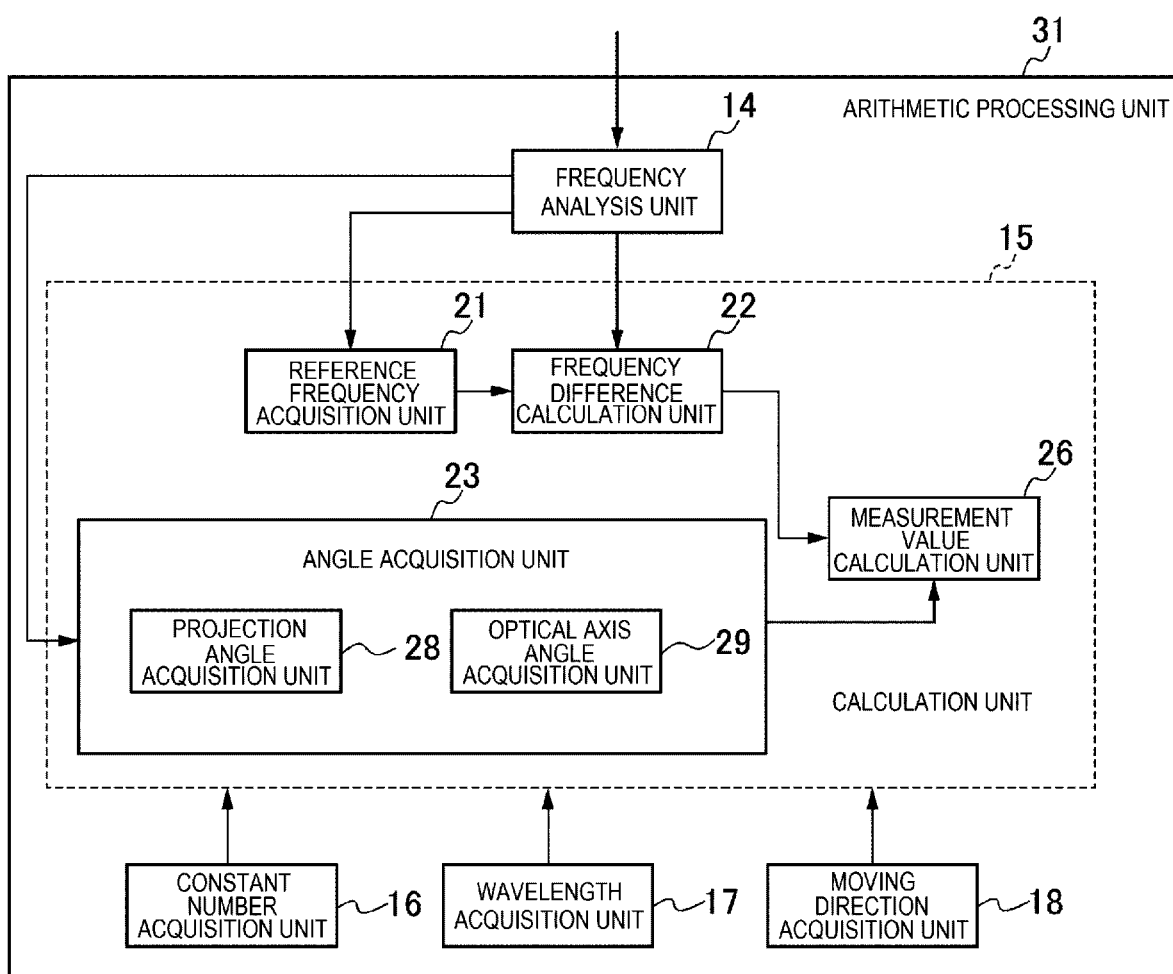 31
ARITHMETIC PROCESSING UNIT
14
FREQUENCY
ANALYSIS UNIT
15
21
REFERENCE
FREQUENCY
ACQUISITION UNIT
22
FREQUENCY
DIFFERENCE
CALCULATION UNIT
26
MEASUREMENT
VALUE
CALCULATION UNIT
23
ANGLE ACQUISITION UNIT
PROJECTION
ANGLE
ACQUISITION UNIT
28
OPTICAL AXIS
ANGLE
ACQUISITION UNIT
29
CALCULATION UNIT
CONSTANT
NUMBER
ACQUISITION UNIT
16
WAVELENGTH
ACQUISITION UNIT
17
MOVING
DIRECTION
ACQUISITION UNIT
18